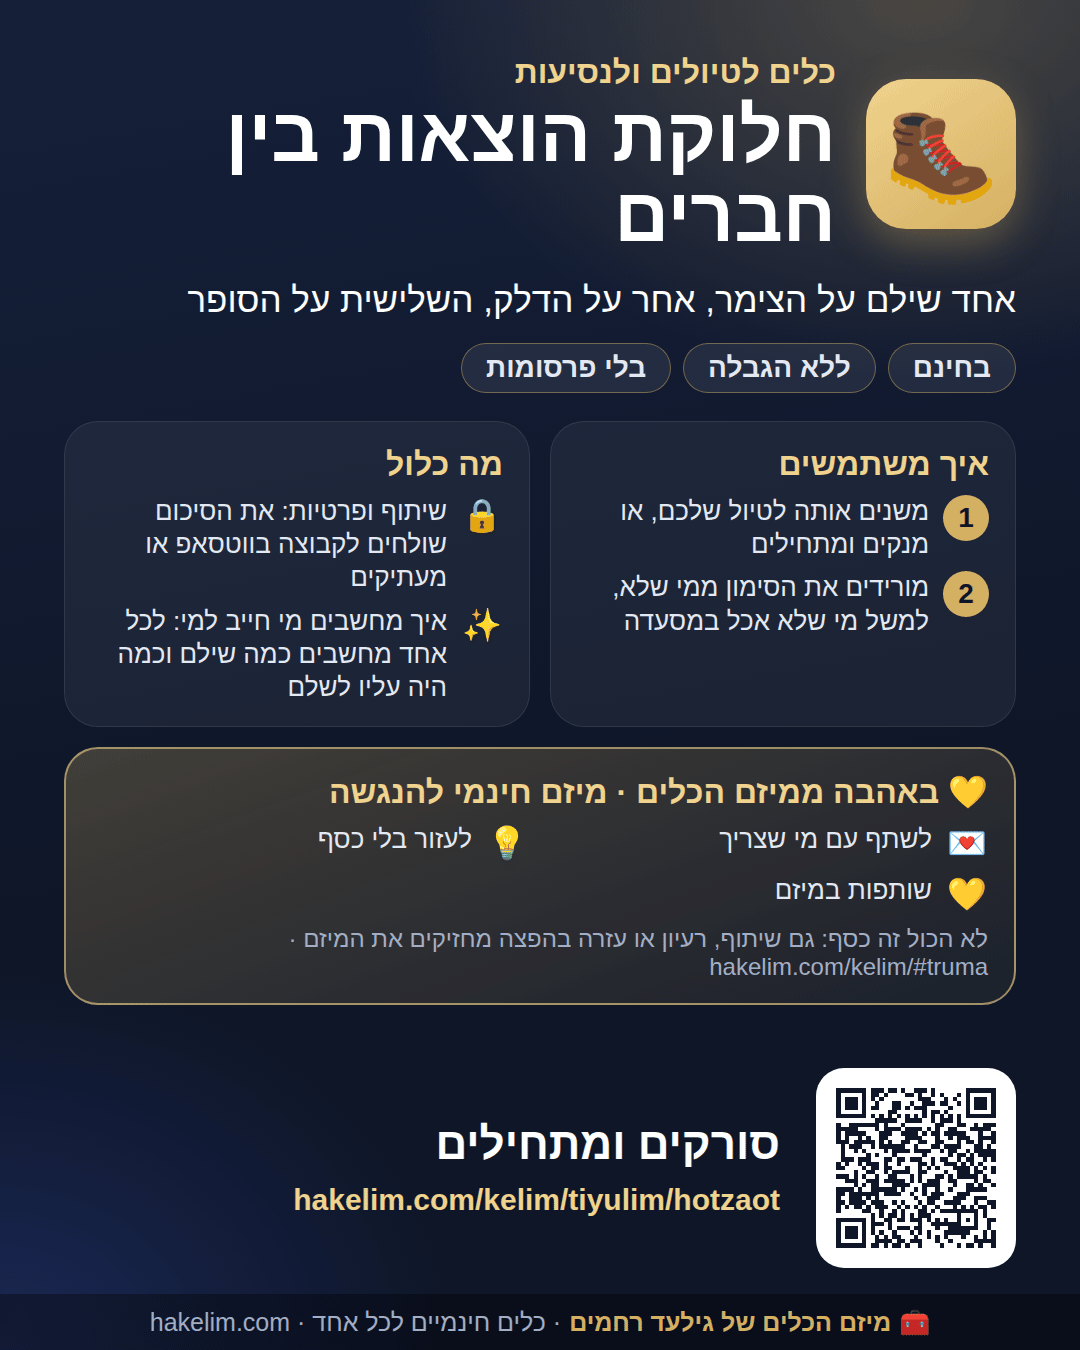 כלים לטיולים ולנסיעות
חלוקת הוצאות בין
חברים
אחד שילם על הצימר, אחר על הדלק, השלישית על הסופר
בחינם
ללא הגבלה
בלי פרסומות
איך משתמשים
1 משנים אותה לטיול שלכם, או
מנקים ומתחילים
2 מורידים את הסימון ממי שלא,
למשל מי שלא אכל במסעדה
מה כלול
שיתוף ופרטיות: את הסיכום
שולחים לקבוצה בווטסאפ או
מעתיקים
איך מחשבים מי חייב למי: לכל
אחד מחשבים כמה שילם וכמה
היה עליו לשלם
באהבה ממיזם הכלים · מיזם חינמי להנגשה
לשתף עם מי שצריך
לעזור בלי כסף
שותפות במיזם
לא הכול זה כסף: גם שיתוף, רעיון או עזרה בהפצה מחזיקים את המיזם ·
hakelim.com/kelim/#truma
סורקים ומתחילים
hakelim.com/kelim/tiyulim/hotzaot
מיזם הכלים של גילעד רחמים · כלים חינמיים לכל אחד · hakelim.com